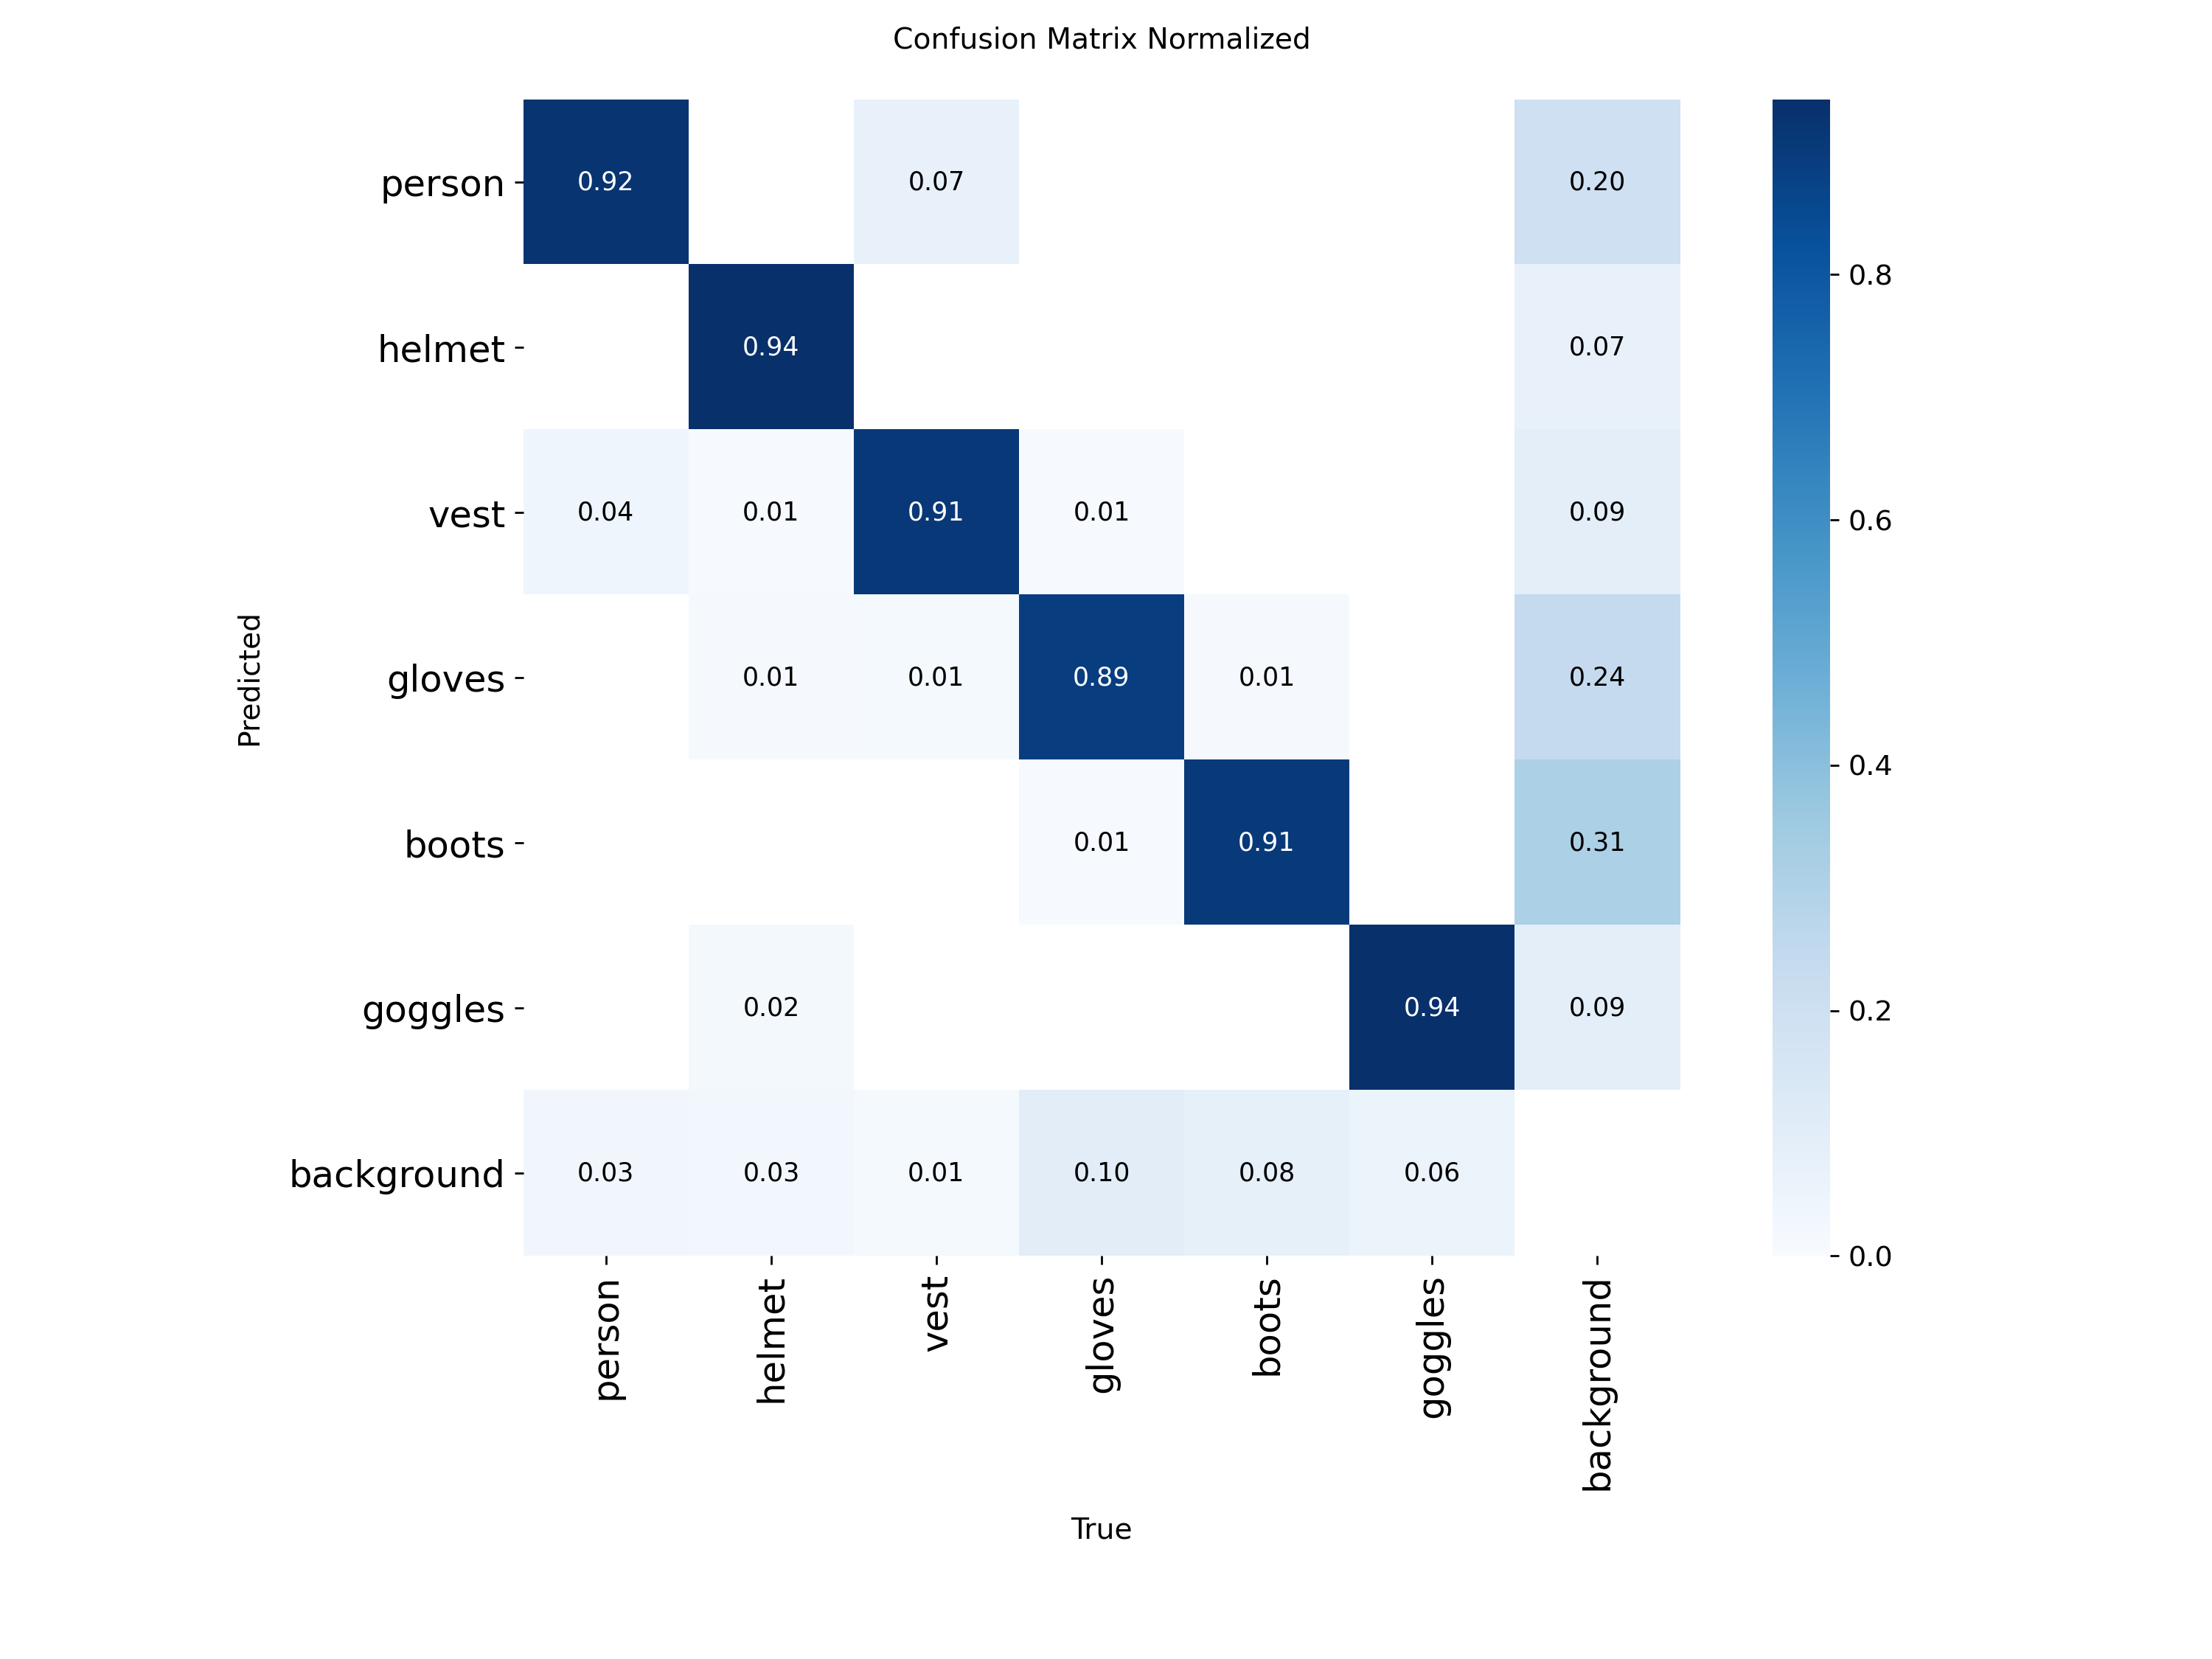 Confusion Matrix Normalized
person 0.92 0.07 0.20
helmet 0.94 0.07
vest 0.04 0.01 0.91 0.01 0.09
gloves 0.01 0.01 0.89 0.01 0.24
boots 0.01 0.91 0.31
goggles 0.02 0.94 0.09
background 0.03 0.03 0.01 0.10 0.08 0.06
Predicted
person helmet vest gloves boots goggles background
True
0.8
0.6
0.4
0.2
0.0